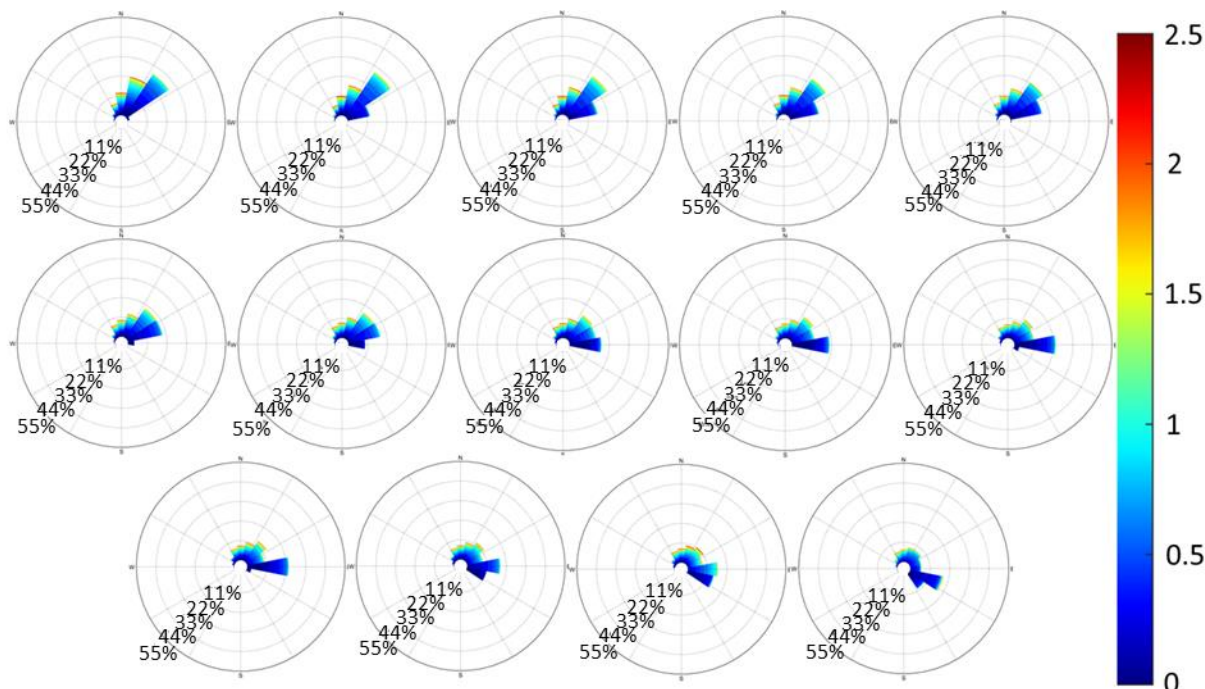 N N N N N
W E W E W E W E W E
11% 11% 11% 11% 11%
22% 22% 22% 22% 22%
33% 33% 33% 33% 33%
44% 44% 44% 44% 44%
55% 55% 55% 55% 55%
S S S S
N N N N N
W W W W W
11% 11% 11% 11% 11%
22% 22% 22% 22% 22%
33% 33% 33% 33% 33%
44% 44% 44% 44% 44%
55% 55% 55% 55% 55%
S S S S
N N N N
W W W W E
11% 11% 11% 11%
22% 22% 22% 22%
33% 33% 33% 33%
44% 44% 44% 44%
55% 55% 55% 55%
S S S S
2.5
2
1.5
1
0.5
0